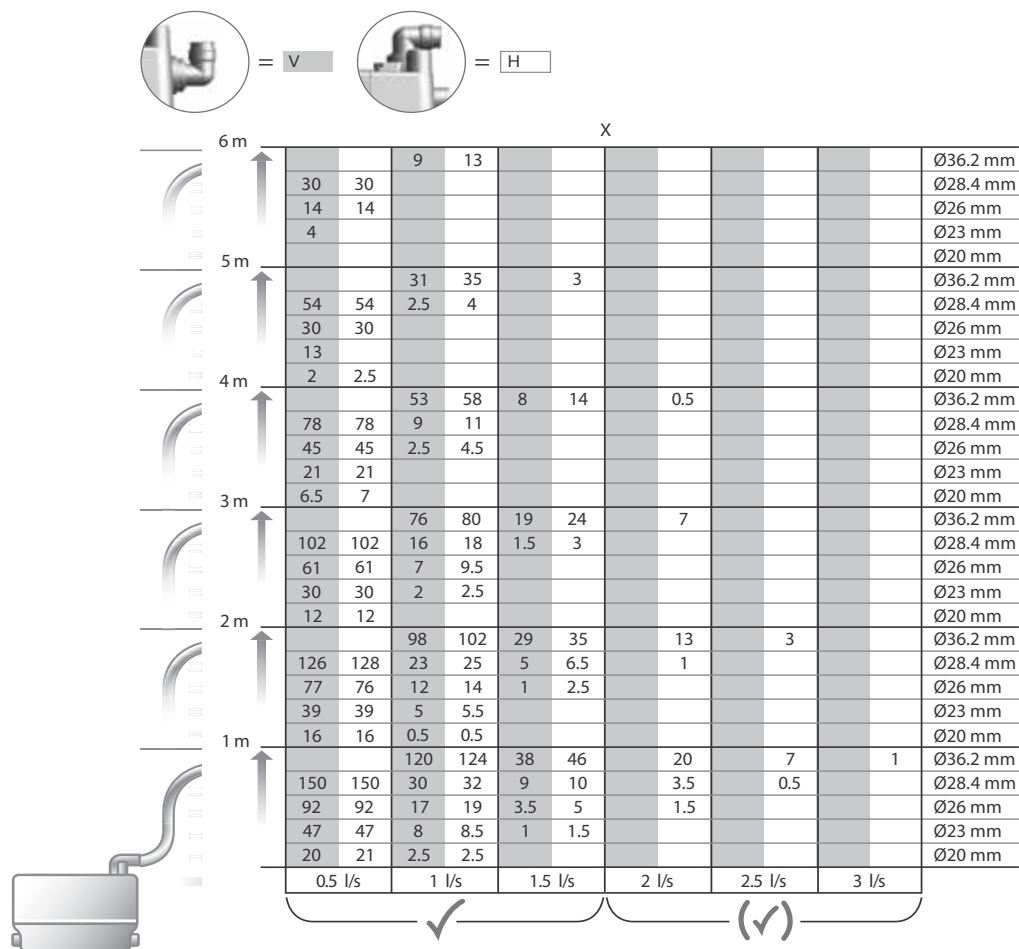 = V = H
X
6 m
9 13 Ø36.2 mm
30 30 Ø28.4 mm
14 14 Ø26 mm
4 Ø23 mm
Ø20 mm
5 m
31 35 3 Ø36.2 mm
54 54 2.5 4 Ø28.4 mm
30 30 Ø26 mm
13 Ø23 mm
2 2.5 Ø20 mm
4 m
53 58 8 14 0.5 Ø36.2 mm
78 78 9 11 Ø28.4 mm
45 45 2.5 4.5 Ø26 mm
21 21 Ø23 mm
6.5 7 Ø20 mm
3 m
76 80 19 24 7 Ø36.2 mm
102 102 16 18 1.5 3 Ø28.4 mm
61 61 7 9.5 Ø26 mm
30 30 2 2.5 Ø23 mm
12 12 Ø20 mm
2 m
98 102 29 35 13 3 Ø36.2 mm
126 128 23 25 5 6.5 1 Ø28.4 mm
77 76 12 14 1 2.5 Ø26 mm
39 39 5 5.5 Ø23 mm
16 16 0.5 0.5 Ø20 mm
1 m
120 124 38 46 20 7 1 Ø36.2 mm
150 150 30 32 9 10 3.5 0.5 Ø28.4 mm
92 92 17 19 3.5 5 1.5 Ø26 mm
47 47 8 8.5 1 1.5 Ø23 mm
20 21 2.5 2.5 Ø20 mm
0.5 l/s 1 l/s 1.5 l/s 2 l/s 2.5 l/s 3 l/s
✓ (✓)